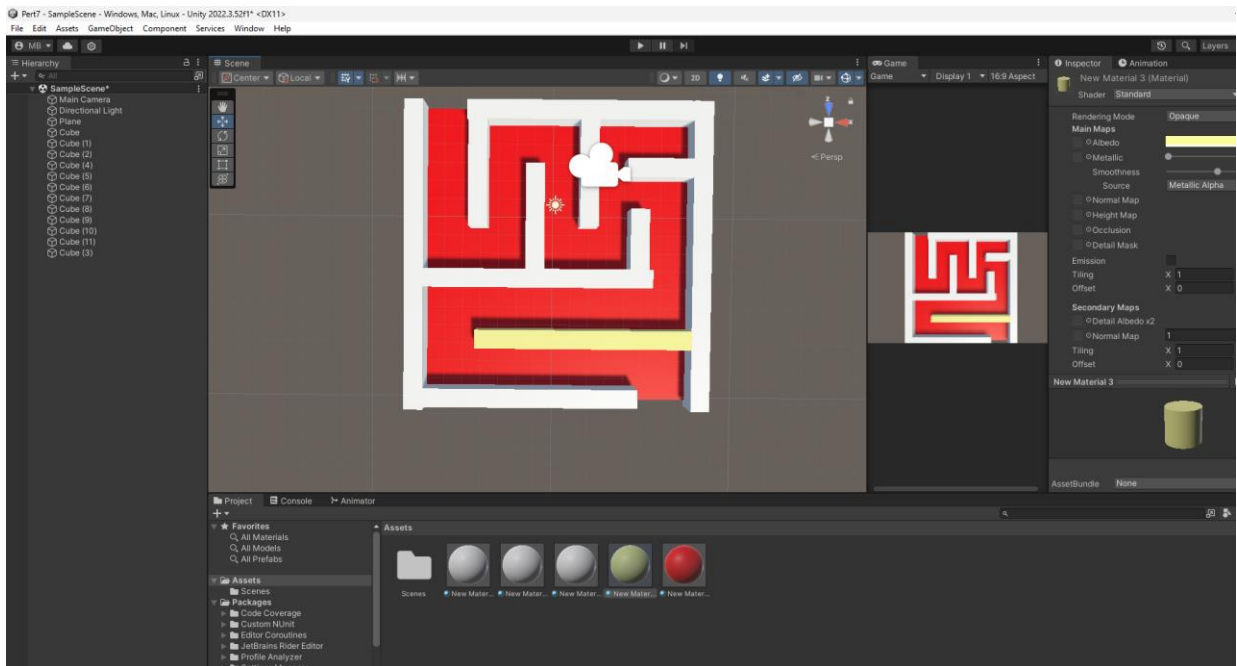 Pert7 - SampleScene - Windows, Mac, Linux - Unity 2022.3.52f1* <DX11>
File Edit Assets GameObject Component Services Window Help
MB Layers
Hierarchy
All
SampleScene*
Main Camera
Directional Light
Plane
Cube
Cube (1)
Cube (2)
Cube (4)
Cube (5)
Cube (6)
Cube (7)
Cube (8)
Cube (9)
Cube (10)
Cube (11)
Cube (3)
Scene
Center Local 2D
z
x
< Persp
Game
Game Display 1 16:9 Aspect
Inspector Animation
New Material 3 (Material)
Shader Standard
Rendering Mode Opaque
Main Maps
Albedo
Metallic
Smoothness
Source Metallic Alpha
Normal Map
Height Map
Occlusion
Detail Mask
Emission
Tiling X 1
Offset X 0
Secondary Maps
Detail Albedo x2
Normal Map 1
Tiling X 1
Offset X 0
New Material 3
AssetBundle None
Project Console Animator
Favorites
All Materials
All Models
All Prefabs
Assets
Scenes
Packages
Code Coverage
Custom NUnit
Editor Coroutines
JetBrains Rider Editor
Profile Analyzer
Assets
Scenes New Mater... New Mater... New Mater... New Mater... New Mater...